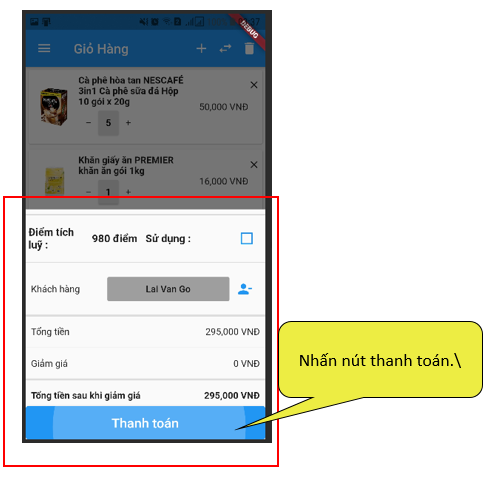 37
DEBUG
Giỏ Hàng
Cà phê hòa tan NESCAFÉ
3in1 Cà phê sữa đá Hộp
10 gói x 20g
50,000 VNĐ
− 5 +
Khăn giấy ăn PREMIER
khăn ăn gói 1kg
16,000 VNĐ
− 1 +
Điểm tích
luỹ :
980 điểm Sử dụng :
Khách hàng Lai Van Go
Tổng tiền 295,000 VNĐ
Giảm giá 0 VNĐ
Tổng tiền sau khi giảm giá 295,000 VNĐ
Thanh toán
Nhấn nút thanh toán.\